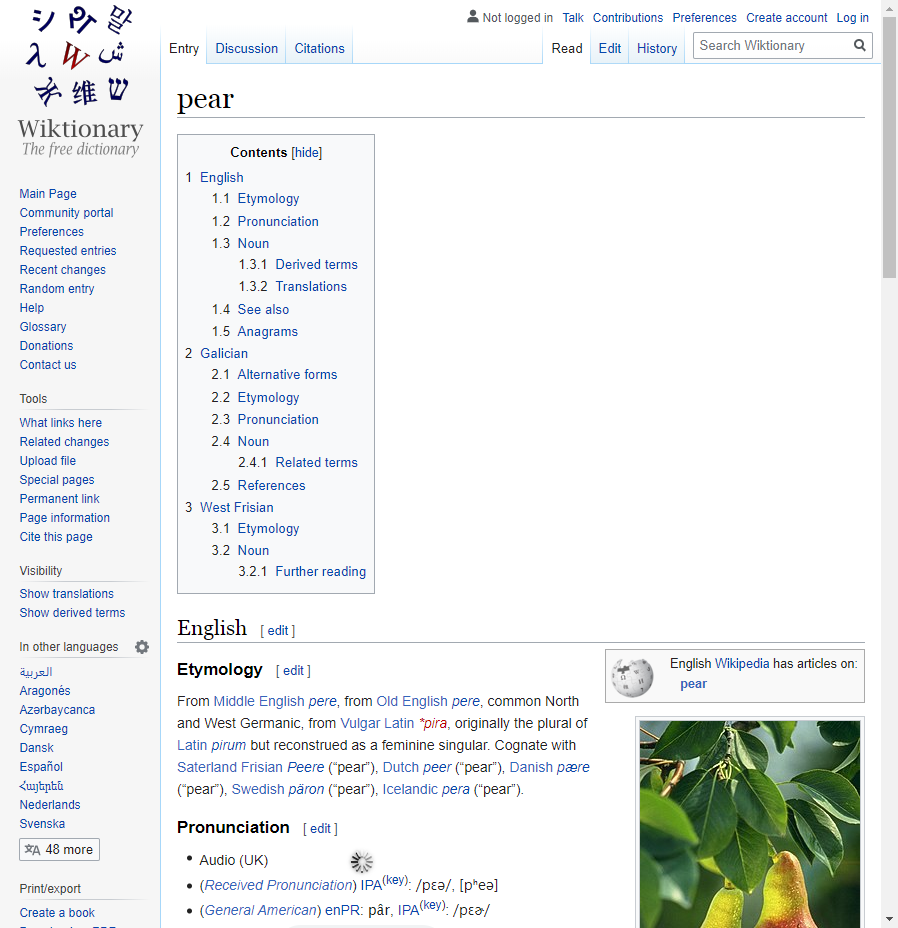 Not logged in Talk Contributions Preferences Create account Log in
Entry Discussion Citations Read Edit History Search Wiktionary
シ 말
λ W ش
维 ש
Wiktionary
The free dictionary
Main Page
Community portal
Preferences
Requested entries
Recent changes
Random entry
Help
Glossary
Donations
Contact us
Tools
What links here
Related changes
Upload file
Special pages
Permanent link
Page information
Cite this page
Visibility
Show translations
Show derived terms
In other languages
العربية
Aragonés
Azərbaycanca
Cymraeg
Dansk
Español
Հայերեն
Nederlands
Svenska
48 more
Print/export
Create a book
pear
Contents [hide]
1 English
1.1 Etymology
1.2 Pronunciation
1.3 Noun
1.3.1 Derived terms
1.3.2 Translations
1.4 See also
1.5 Anagrams
2 Galician
2.1 Alternative forms
2.2 Etymology
2.3 Pronunciation
2.4 Noun
2.4.1 Related terms
2.5 References
3 West Frisian
3.1 Etymology
3.2 Noun
3.2.1 Further reading
English [ edit ]
English Wikipedia has articles on:
pear
Etymology [ edit ]
From Middle English pere, from Old English pere, common North
and West Germanic, from Vulgar Latin *pira, originally the plural of
Latin pirum but reconstrued as a feminine singular. Cognate with
Saterland Frisian Peere (“pear”), Dutch peer (“pear”), Danish pære
(“pear”), Swedish päron (“pear”), Icelandic pera (“pear”).
Pronunciation [ edit ]
• Audio (UK)
• (Received Pronunciation) IPA(key): /pɛə/, [pʰeə]
• (General American) enPR: pâr, IPA(key): /pɛɚ/